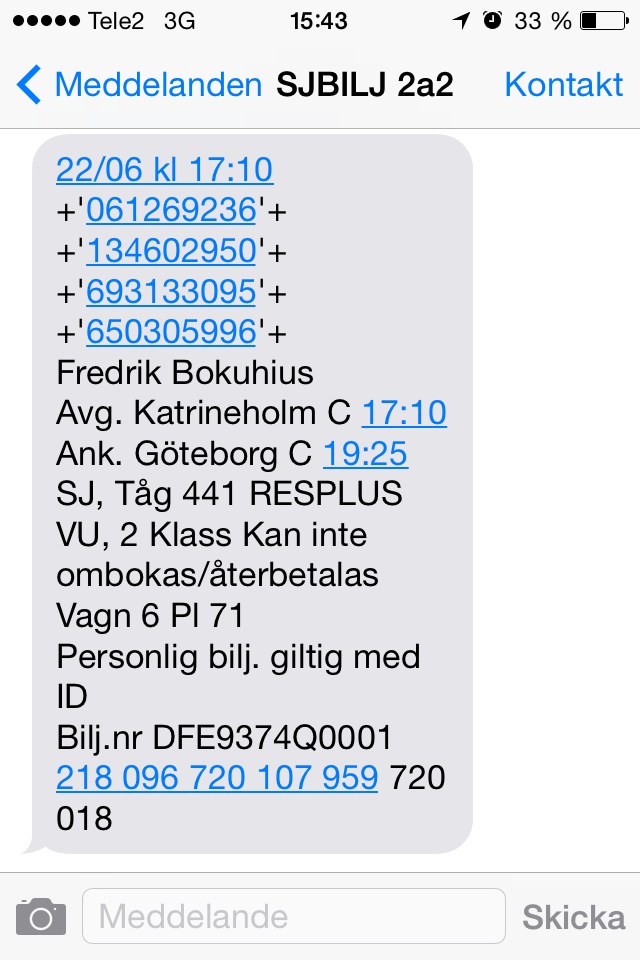 Tele2 3G 15:43 33 %
Meddelanden SJBILJ 2a2 Kontakt
22/06 kl 17:10
+'061269236'+
+'134602950'+
+'693133095'+
+'650305996'+
Fredrik Bokuhius
Avg. Katrineholm C 17:10
Ank. Göteborg C 19:25
SJ, Tåg 441 RESPLUS
VU, 2 Klass Kan inte
ombokas/återbetalas
Vagn 6 Pl 71
Personlig bilj. giltig med
ID
Bilj.nr DFE9374Q0001
218 096 720 107 959 720
018
Meddelande Skicka